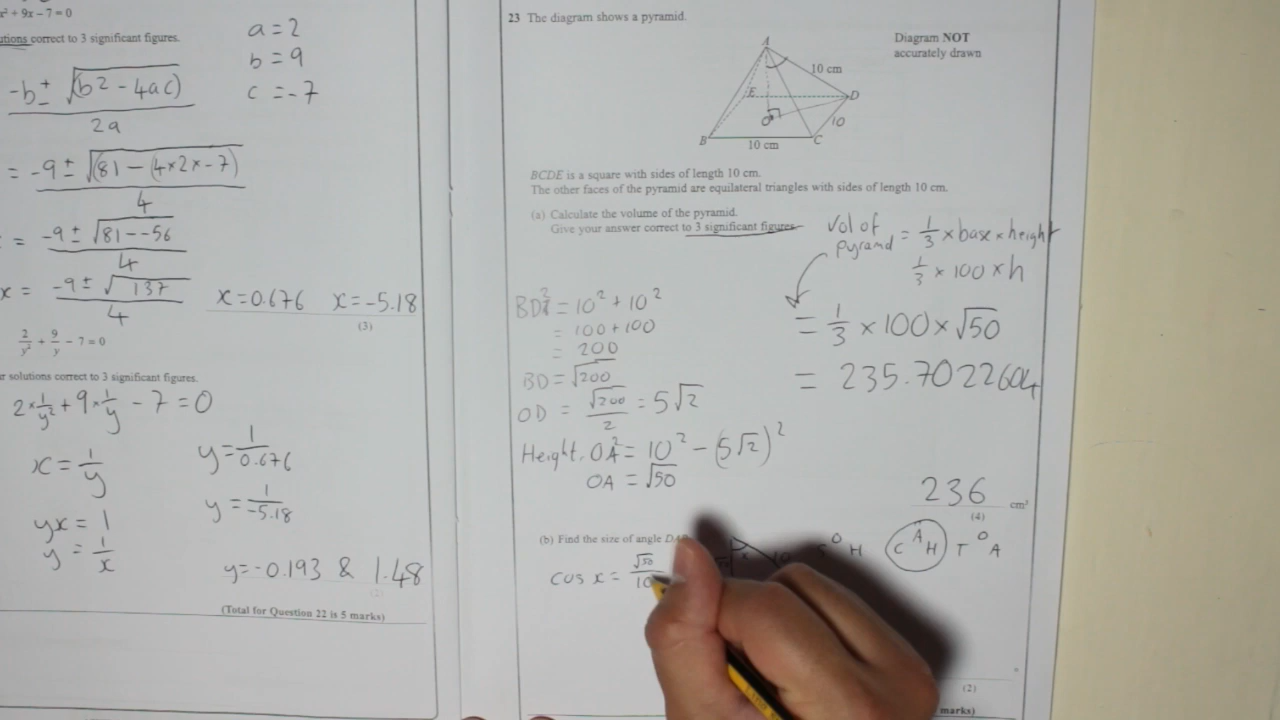 x² + 9x − 7 = 0
utions correct to 3 significant figures.
a = 2
b = 9
c = -7
-b ± √(b2 - 4ac)
2a
= -9 ± √(81 - (4×2×-7)
4
= -9 ± √81--56
4
x = -9 ± √137
4
x = 0.676 x = -5.18
(3)
2/y² + 9/y − 7 = 0
r solutions correct to 3 significant figures.
2×1/y² + 9×1/y - 7 = 0
x = 1/y
yx = 1
y = 1/x
y = 1/0.676
y = 1/-5.18
y = -0.193 & 1.48
(2)
(Total for Question 22 is 5 marks)
23 The diagram shows a pyramid.
Diagram NOT
accurately drawn
A
10 cm
E
D
O
10
B
C
10 cm
BCDE is a square with sides of length 10 cm.
The other faces of the pyramid are equilateral triangles with sides of length 10 cm.
(a) Calculate the volume of the pyramid.
Give your answer correct to 3 significant figures.
Vol of pyramid = 1/3 × base × height
1/3 × 100 × h
= 1/3 × 100 × √50
= 235.7022604
BD² = 10² + 10²
= 100 + 100
= 200
BD = √200
OD = √200/2 = 5√2
Height, OA² = 10² - (5√2)²
OA = √50
236 cm³
(4)
(b) Find the size of angle
cos x = √50/10
x
10
S O H C A H T O A
(2)
marks)